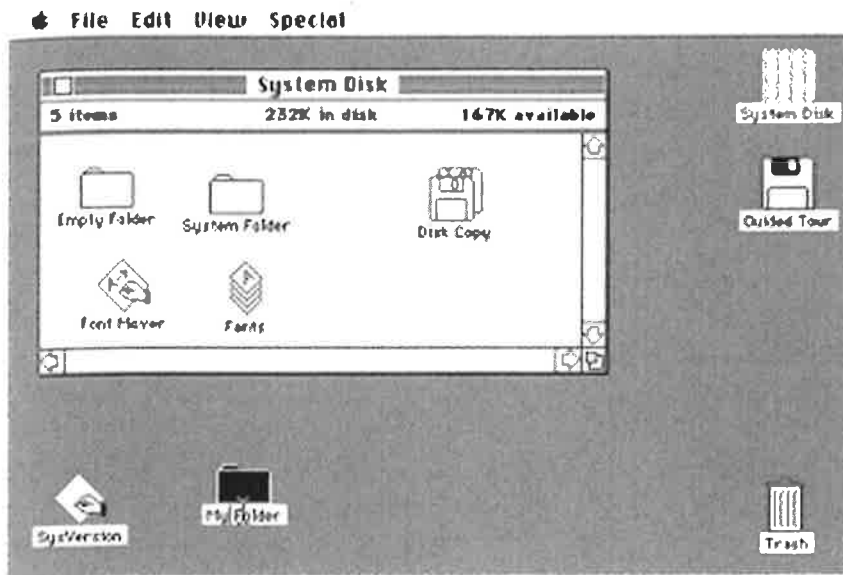 File Edit View Special
System Disk
5 items 232K in disk 167K available
Empty Folder System Folder Disk Copy
Font Mover Fonts
System Disk
Guided Tour
SysVersion
My Folder
Trash